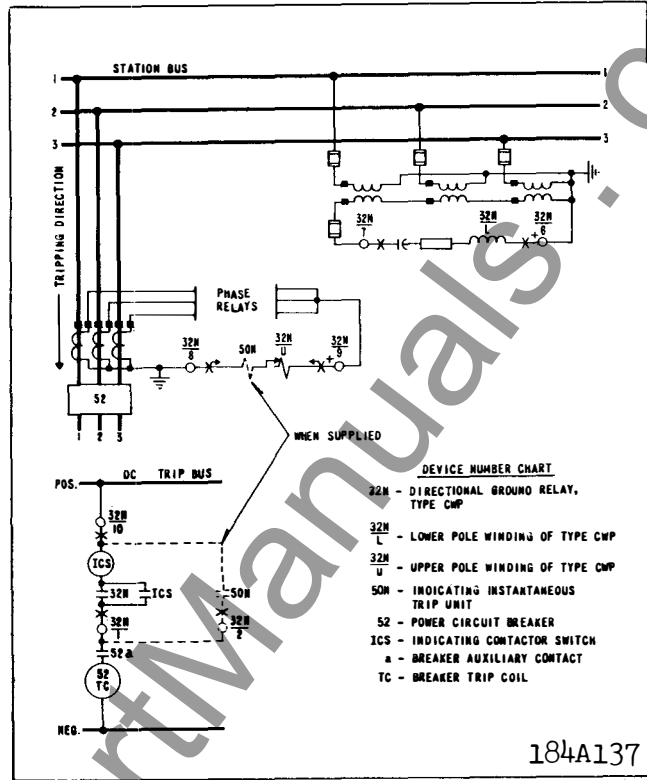 STATION BUS
1 1
2 2
3 3
TRIPPING DIRECTION
32N
7
32N
L
32N
6
+
PHASE
RELAYS
32N
8
50N
32N
U
32N
9
+
52
1 2 3
WHEN SUPPLIED
DC TRIP BUS
POS.
32N
10
ICS
32N
ICS
50N
32N
1
32N
2
52a
52
TC
NEG.
DEVICE NUMBER CHART
32N - DIRECTIONAL GROUND RELAY,
TYPE CWP
32N
L - LOWER POLE WINDING OF TYPE CWP
32N
U - UPPER POLE WINDING OF TYPE CWP
50N - INDICATING INSTANTANEOUS
TRIP UNIT
52 - POWER CIRCUIT BREAKER
ICS - INDICATING CONTACTOR SWITCH
a - BREAKER AUXILIARY CONTACT
TC - BREAKER TRIP COIL
184A137
rtManuals.c